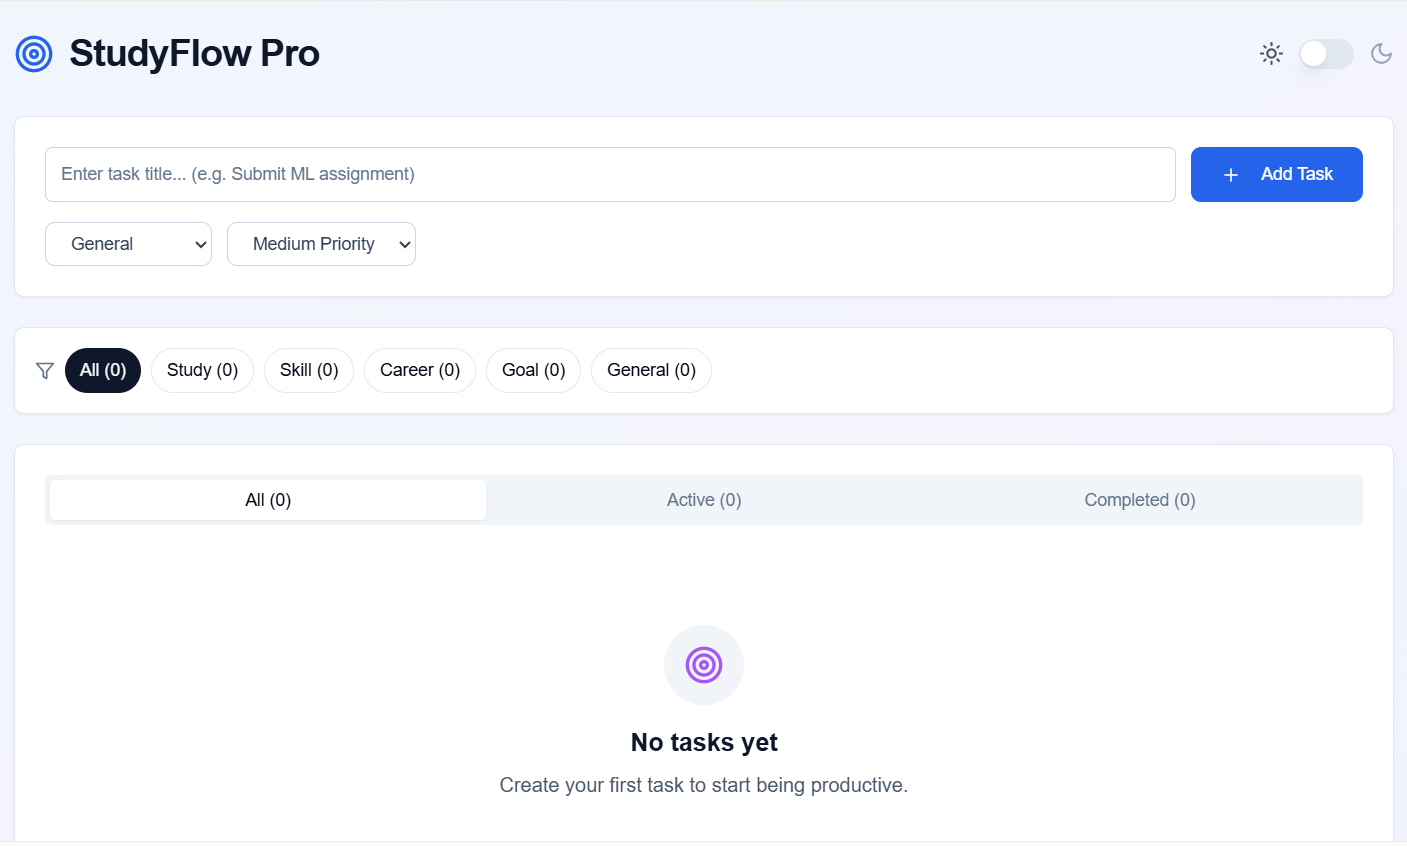 StudyFlow Pro
Enter task title... (e.g. Submit ML assignment)
Add Task
General
Medium Priority
All (0)
Study (0)
Skill (0)
Career (0)
Goal (0)
General (0)
All (0)
Active (0)
Completed (0)
No tasks yet
Create your first task to start being productive.